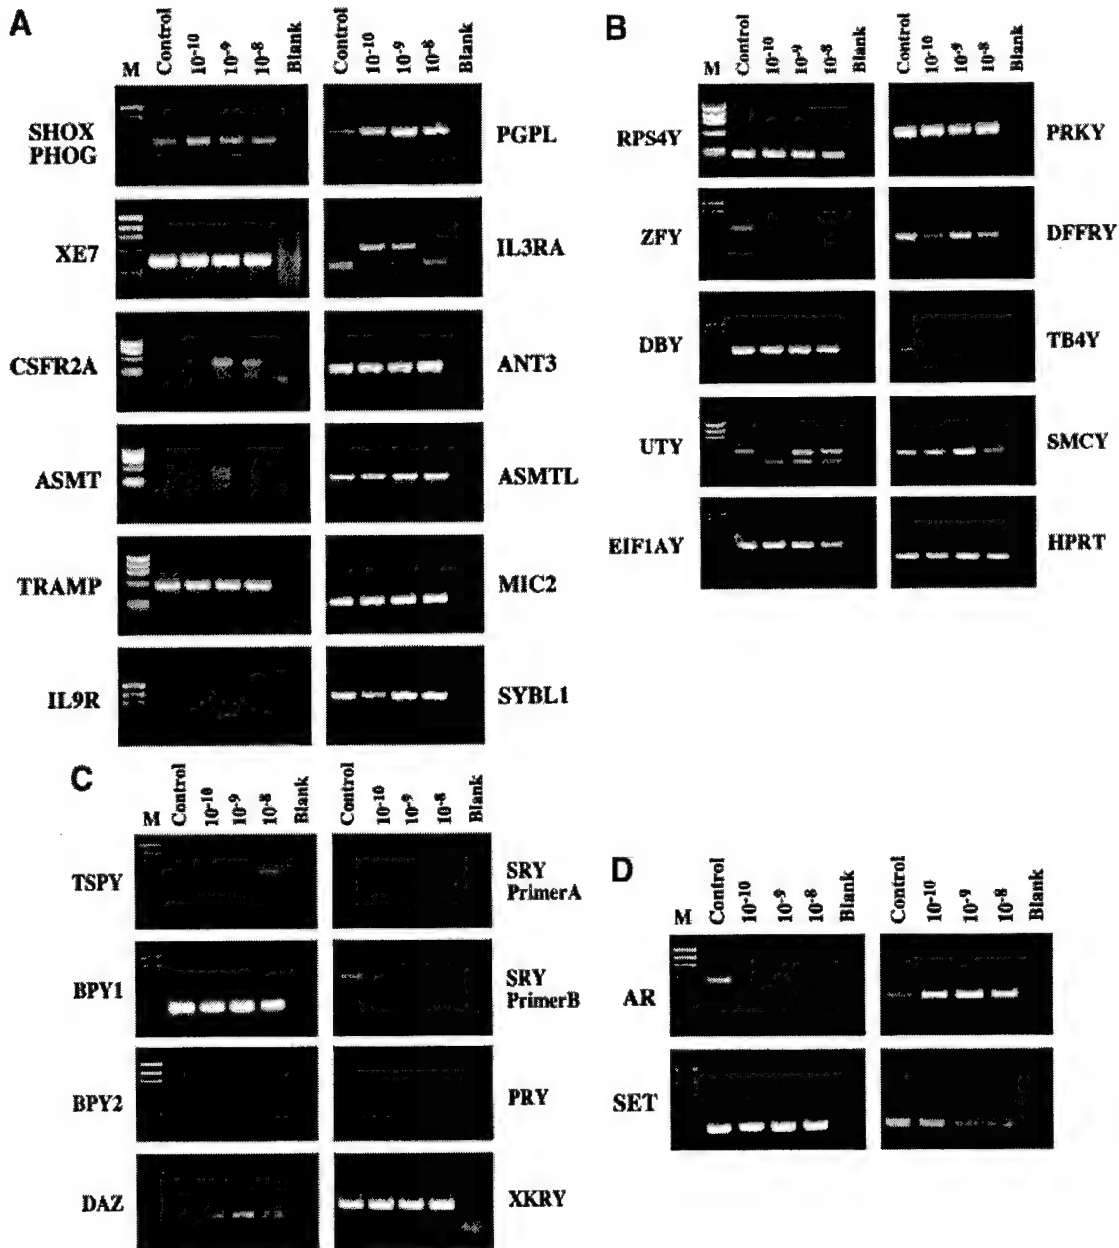 A
M Control 10-10 10-9 10-8 Blank Control 10-10 10-9 10-8 Blank
SHOX
PHOG
PGPL
XE7
IL3RA
CSFR2A
ANT3
ASMT
ASMTL
TRAMP
MIC2
IL9R
SYBL1
B
M Control 10-10 10-9 10-8 Blank Control 10-10 10-9 10-8 Blank
RPS4Y
PRKY
ZFY
DFFRY
DBY
TB4Y
UTY
SMCY
EIF1AY
HPRT
C
M Control 10-10 10-9 10-8 Blank Control 10-10 10-9 10-8 Blank
TSPY
SRY
PrimerA
BPY1
SRY
PrimerB
BPY2
PRY
DAZ
XKRY
D
M Control 10-10 10-9 10-8 Blank Control 10-10 10-9 10-8 Blank
AR
SET